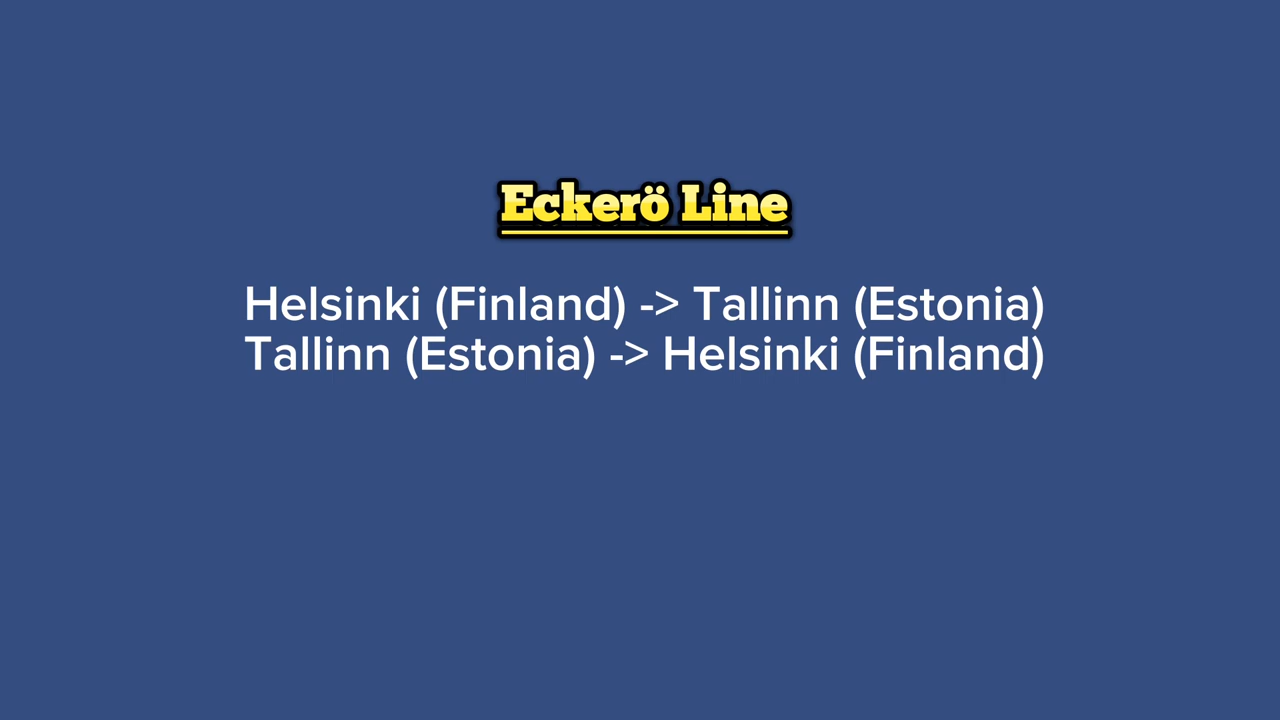 Eckerö Line
Helsinki (Finland) -> Tallinn (Estonia)
Tallinn (Estonia) -> Helsinki (Finland)